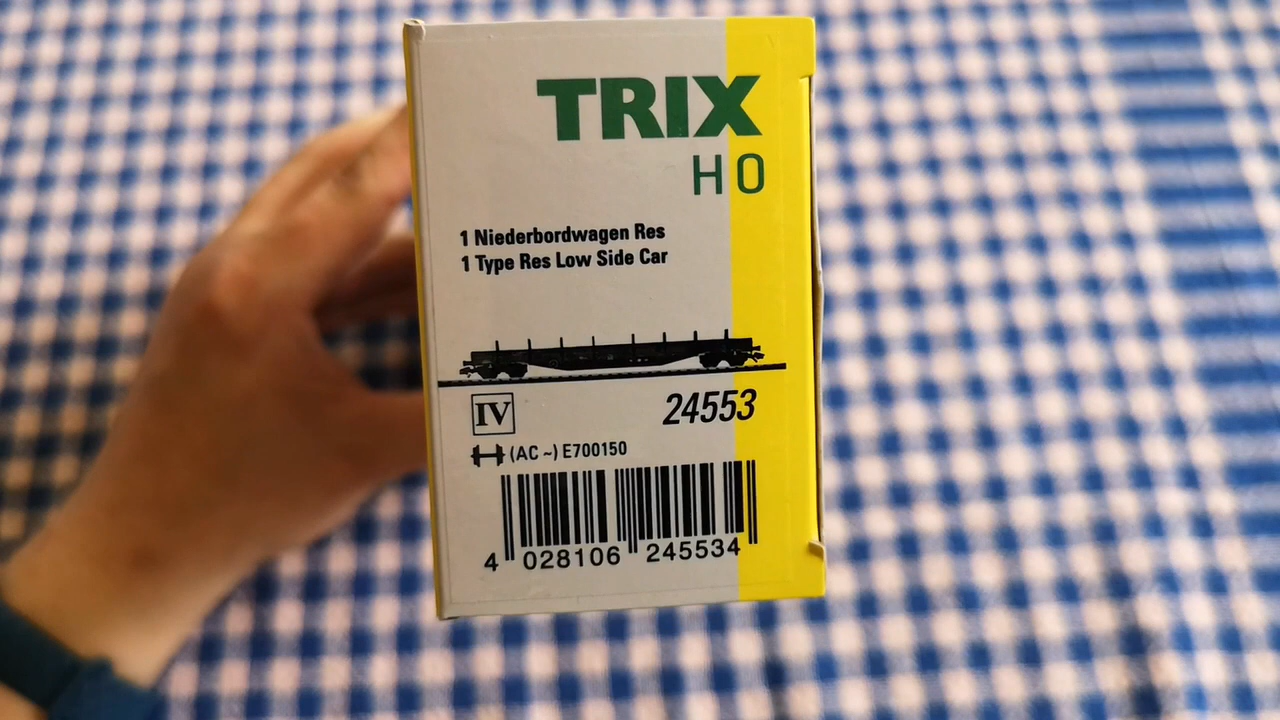 TRIX
H0
1 Niederbordwagen Res
1 Type Res Low Side Car
IV
24553
(AC ~) E700150
4 028106 245534